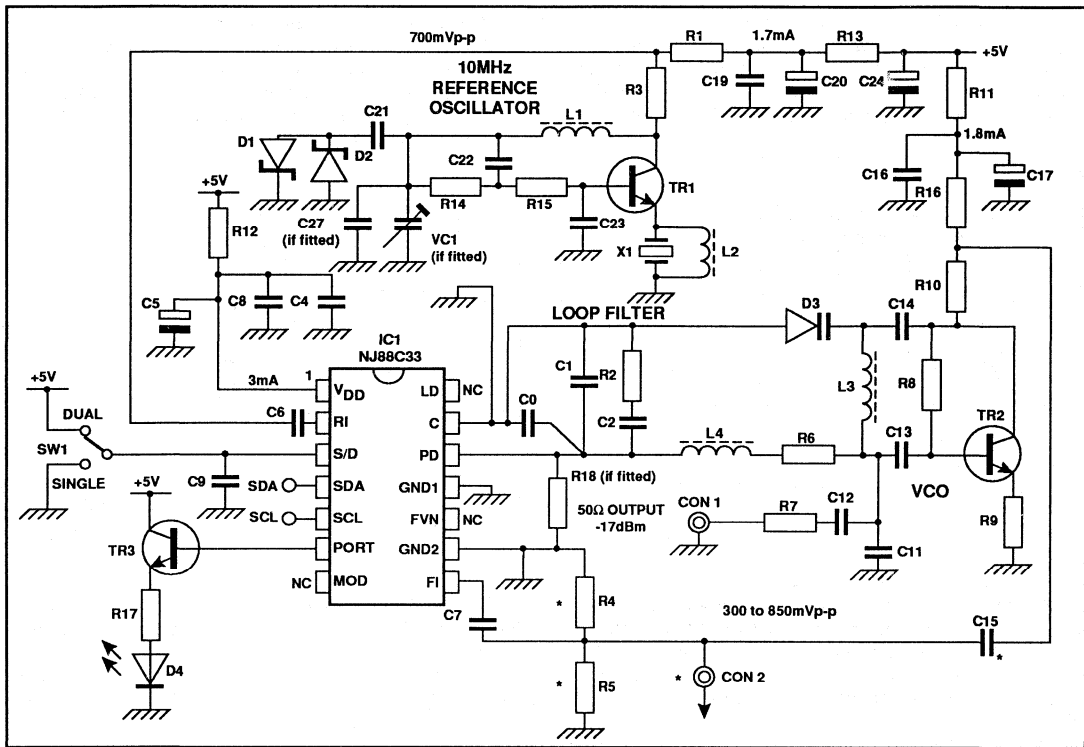 700mVp-p
R1
1.7mA
R13
+5V
10MHz
REFERENCE
OSCILLATOR
R3
C19
C20
C24
R11
C21
L1
D1
D2
C22
1.8mA
TR1
C16
C17
+5V
R14
R15
R16
R12
C27
(if fitted)
VC1
(if fitted)
C23
X1
L2
C5
C8
C4
R10
LOOP FILTER
D3
C14
IC1
NJ88C33
C1
R2
L3
R8
+5V
3mA
1
VDD
LD
NC
C0
C2
TR2
DUAL
C6
RI
C
L4
R6
C13
SW1
S/D
PD
SINGLE
C9
R18 (if fitted)
VCO
+5V
SDA
SDA
GND1
50Ω OUTPUT
-17dBm
CON 1
R7
C12
R9
SCL
SCL
FVN
NC
TR3
PORT
GND2
C11
NC
MOD
FI
R17
C7
*
R4
300 to 850mVp-p
C15
*
D4
*
R5
*
CON 2